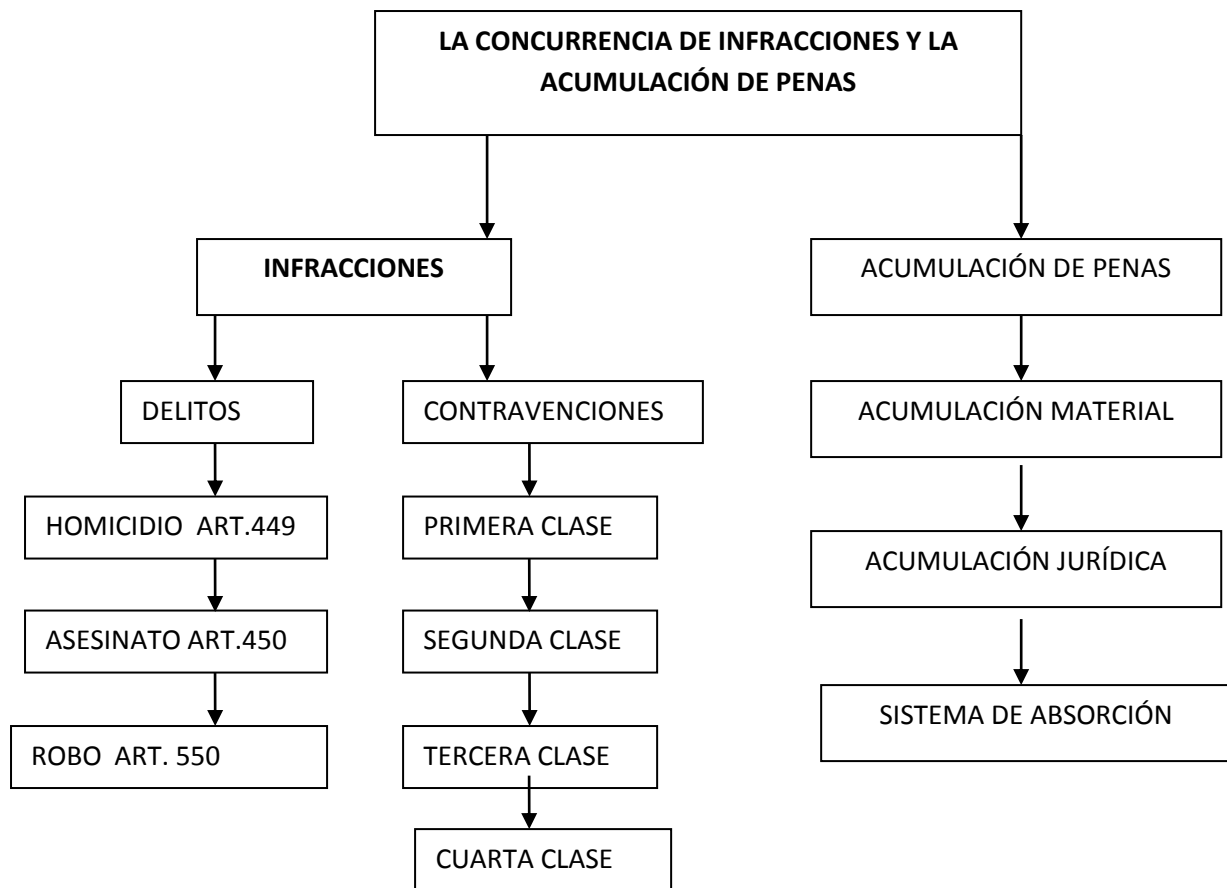 LA CONCURRENCIA DE INFRACCIONES Y LA
ACUMULACIÓN DE PENAS
INFRACCIONES
ACUMULACIÓN DE PENAS
DELITOS
CONTRAVENCIONES
ACUMULACIÓN MATERIAL
HOMICIDIO ART.449
PRIMERA CLASE
ACUMULACIÓN JURÍDICA
ASESINATO ART.450
SEGUNDA CLASE
SISTEMA DE ABSORCIÓN
ROBO ART. 550
TERCERA CLASE
CUARTA CLASE